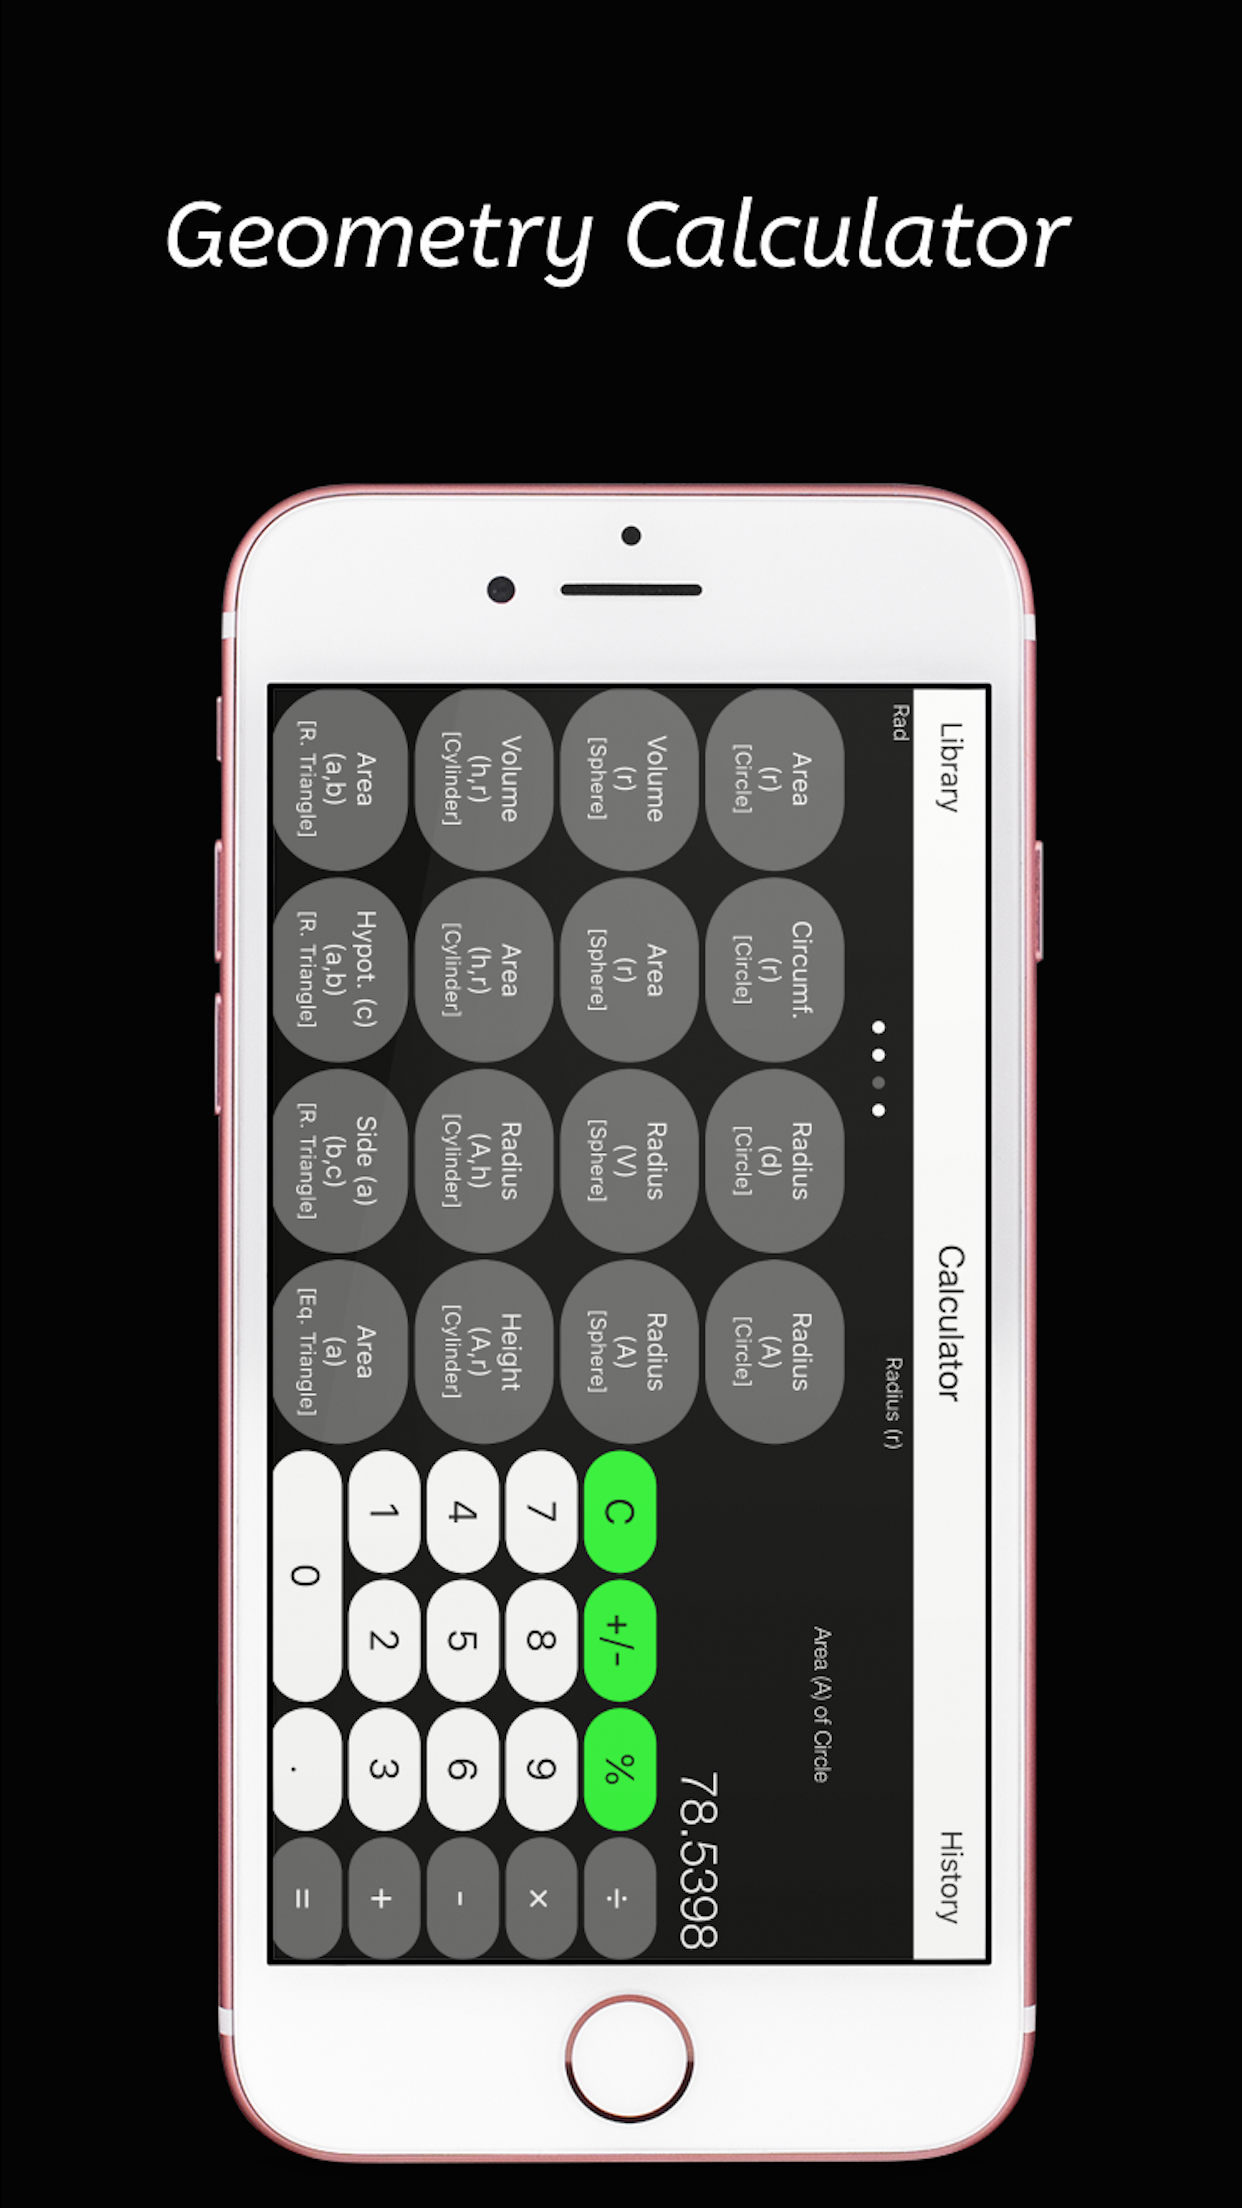 Geometry Calculator
Library
Calculator
History
Rad
Radius (r)
Area (A) of Circle
78.5398
Area
(r)
[Circle]
Circumf.
(r)
[Circle]
Radius
(d)
[Circle]
Radius
(A)
[Circle]
Volume
(r)
[Sphere]
Area
(r)
[Sphere]
Radius
(V)
[Sphere]
Radius
(A)
[Sphere]
Volume
(h,r)
[Cylinder]
Area
(h,r)
[Cylinder]
Radius
(A,h)
[Cylinder]
Height
(A,r)
[Cylinder]
Area
(a,b)
[R. Triangle]
Hypot. (c)
(a,b)
[R. Triangle]
Side (a)
(b,c)
[R. Triangle]
Area
(a)
[Eq. Triangle]
C +/- % ÷
7 8 9 ×
4 5 6 -
1 2 3 +
0 . =